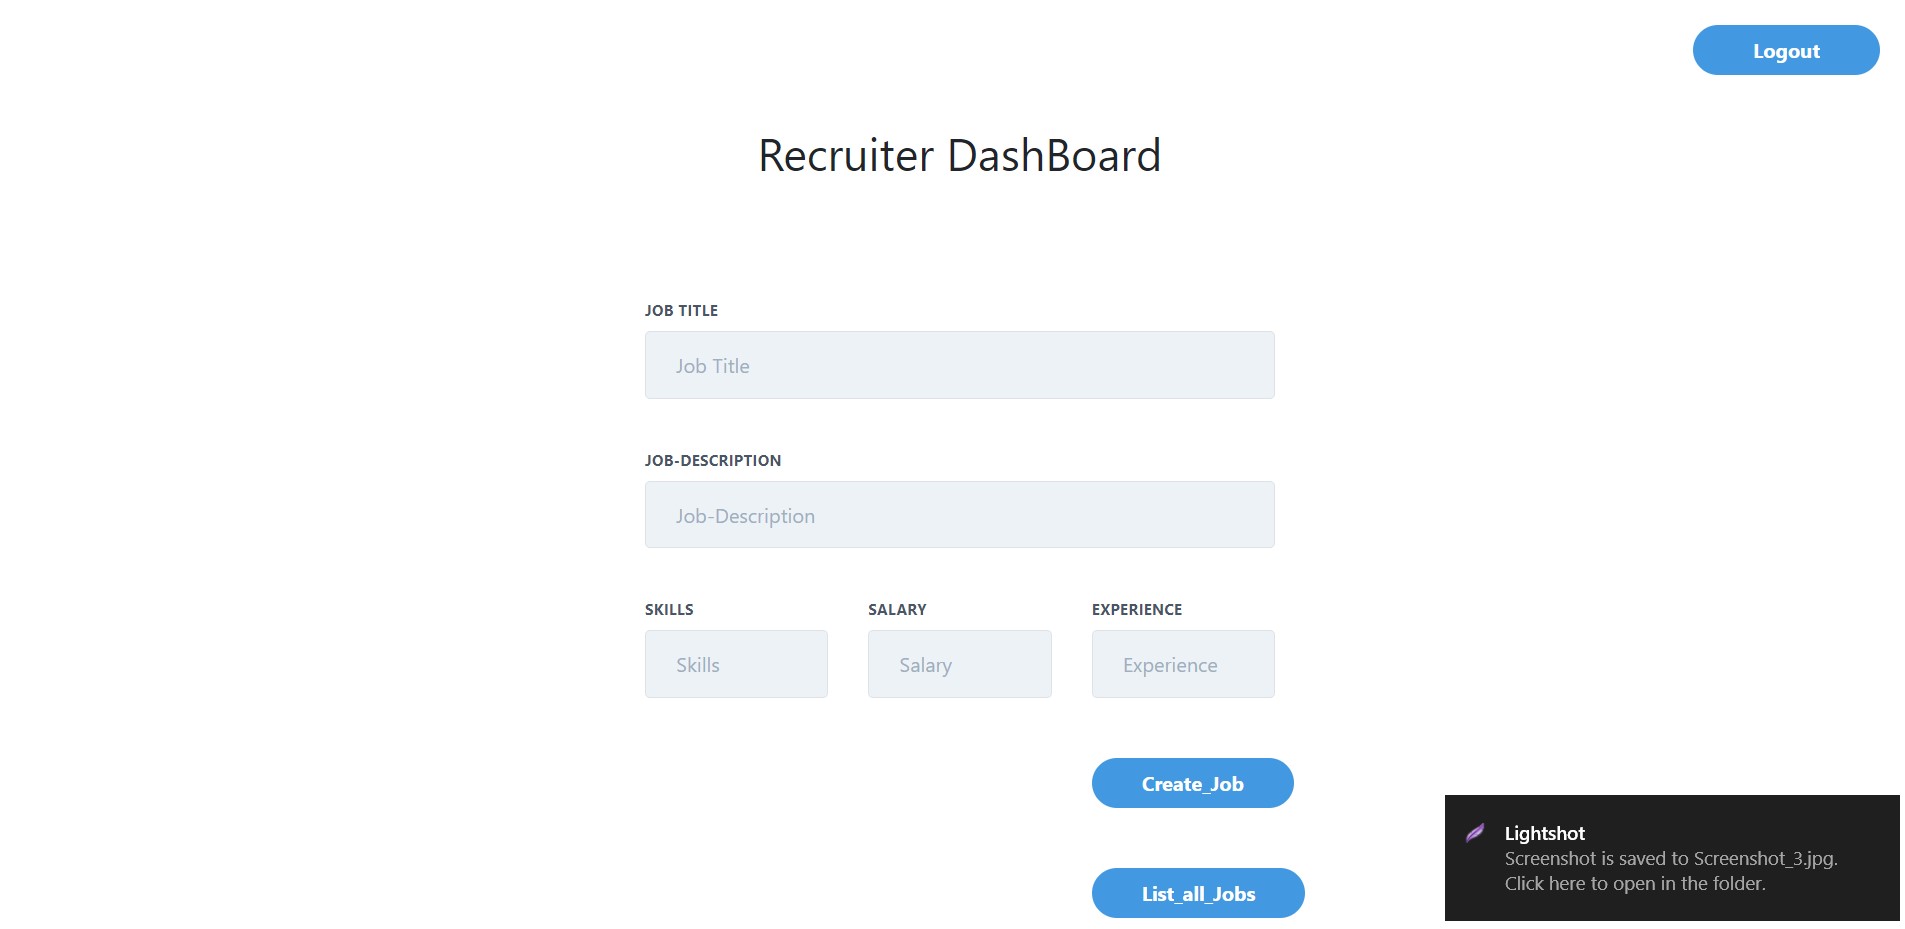 Logout
Recruiter DashBoard
JOB TITLE
Job Title
JOB-DESCRIPTION
Job-Description
SKILLS SALARY EXPERIENCE
Skills Salary Experience
Create_Job
List_all_Jobs
Lightshot
Screenshot is saved to Screenshot_3.jpg.
Click here to open in the folder.